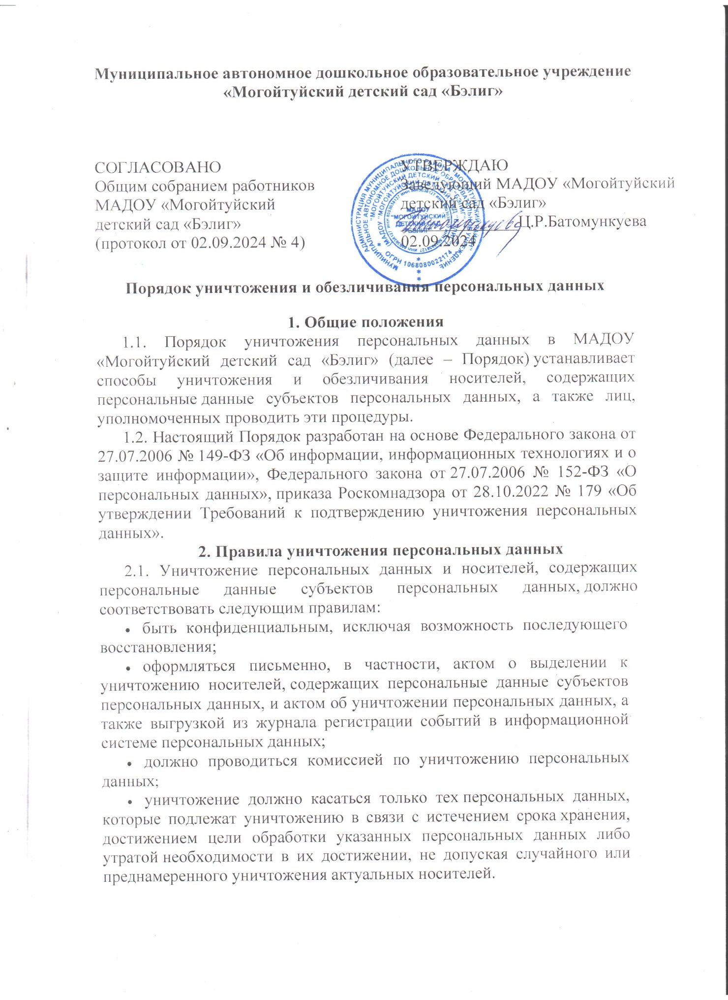 Муниципальное автономное дошкольное образовательное учреждение
«Могойтуйский детский сад «Бэлиг»
СОГЛАСОВАНО
Общим собранием работников
МАДОУ «Могойтуйский
детский сад «Бэлиг»
(протокол от 02.09.2024 № 4)
УТВЕРЖДАЮ
Заведующий МАДОУ «Могойтуйский
детский сад «Бэлиг»
Ц.Р.Батомункуева
02.09.2024
МАДОУ
"МОГОЙТУЙСКИЙ
ДЕТСКИЙ САД
"БЭЛИГ"
ОГРН 1068080022174
Порядок уничтожения и обезличивания персональных данных
1. Общие положения
1.1. Порядок уничтожения персональных данных в МАДОУ
«Могойтуйский детский сад «Бэлиг» (далее – Порядок) устанавливает
способы уничтожения и обезличивания носителей, содержащих
персональные данные субъектов персональных данных, а также лиц,
уполномоченных проводить эти процедуры.
1.2. Настоящий Порядок разработан на основе Федерального закона от
27.07.2006 № 149-ФЗ «Об информации, информационных технологиях и о
защите информации», Федерального закона от 27.07.2006 № 152-ФЗ «О
персональных данных», приказа Роскомнадзора от 28.10.2022 № 179 «Об
утверждении Требований к подтверждению уничтожения персональных
данных».
2. Правила уничтожения персональных данных
2.1. Уничтожение персональных данных и носителей, содержащих
персональные данные субъектов персональных данных, должно
соответствовать следующим правилам:
• быть конфиденциальным, исключая возможность последующего
восстановления;
• оформляться письменно, в частности, актом о выделении к
уничтожению носителей, содержащих персональные данные субъектов
персональных данных, и актом об уничтожении персональных данных, а
также выгрузкой из журнала регистрации событий в информационной
системе персональных данных;
• должно проводиться комиссией по уничтожению персональных
данных;
• уничтожение должно касаться только тех персональных данных,
которые подлежат уничтожению в связи с истечением срока хранения,
достижением цели обработки указанных персональных данных либо
утратой необходимости в их достижении, не допуская случайного или
преднамеренного уничтожения актуальных носителей.